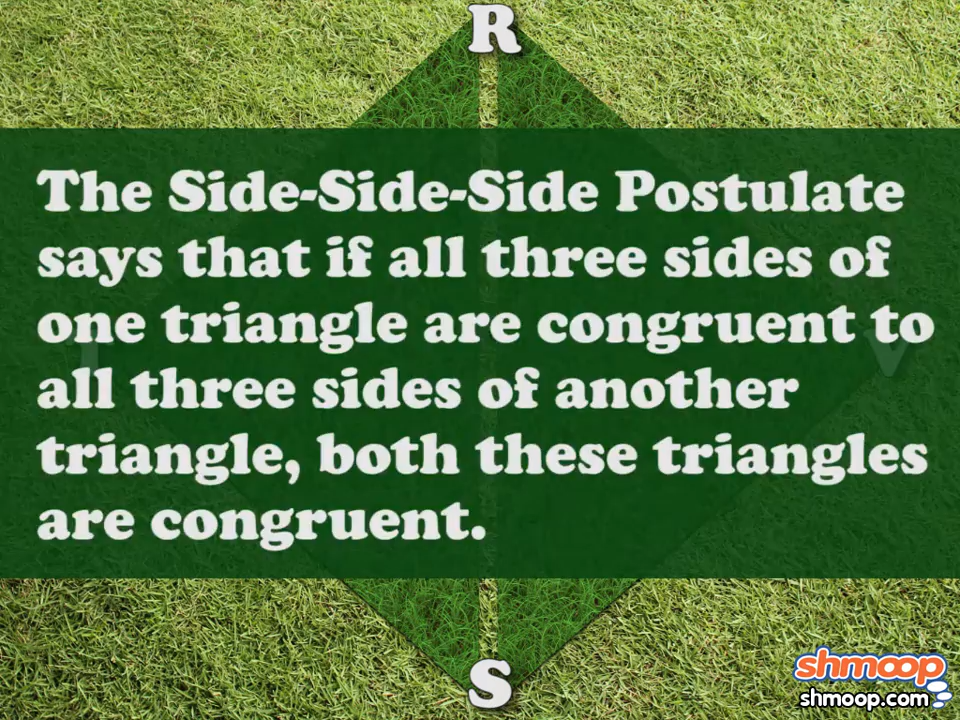 R
The Side-Side-Side Postulate
says that if all three sides of
one triangle are congruent to
all three sides of another
triangle, both these triangles
are congruent.
V
S
shmoop
shmoop.com